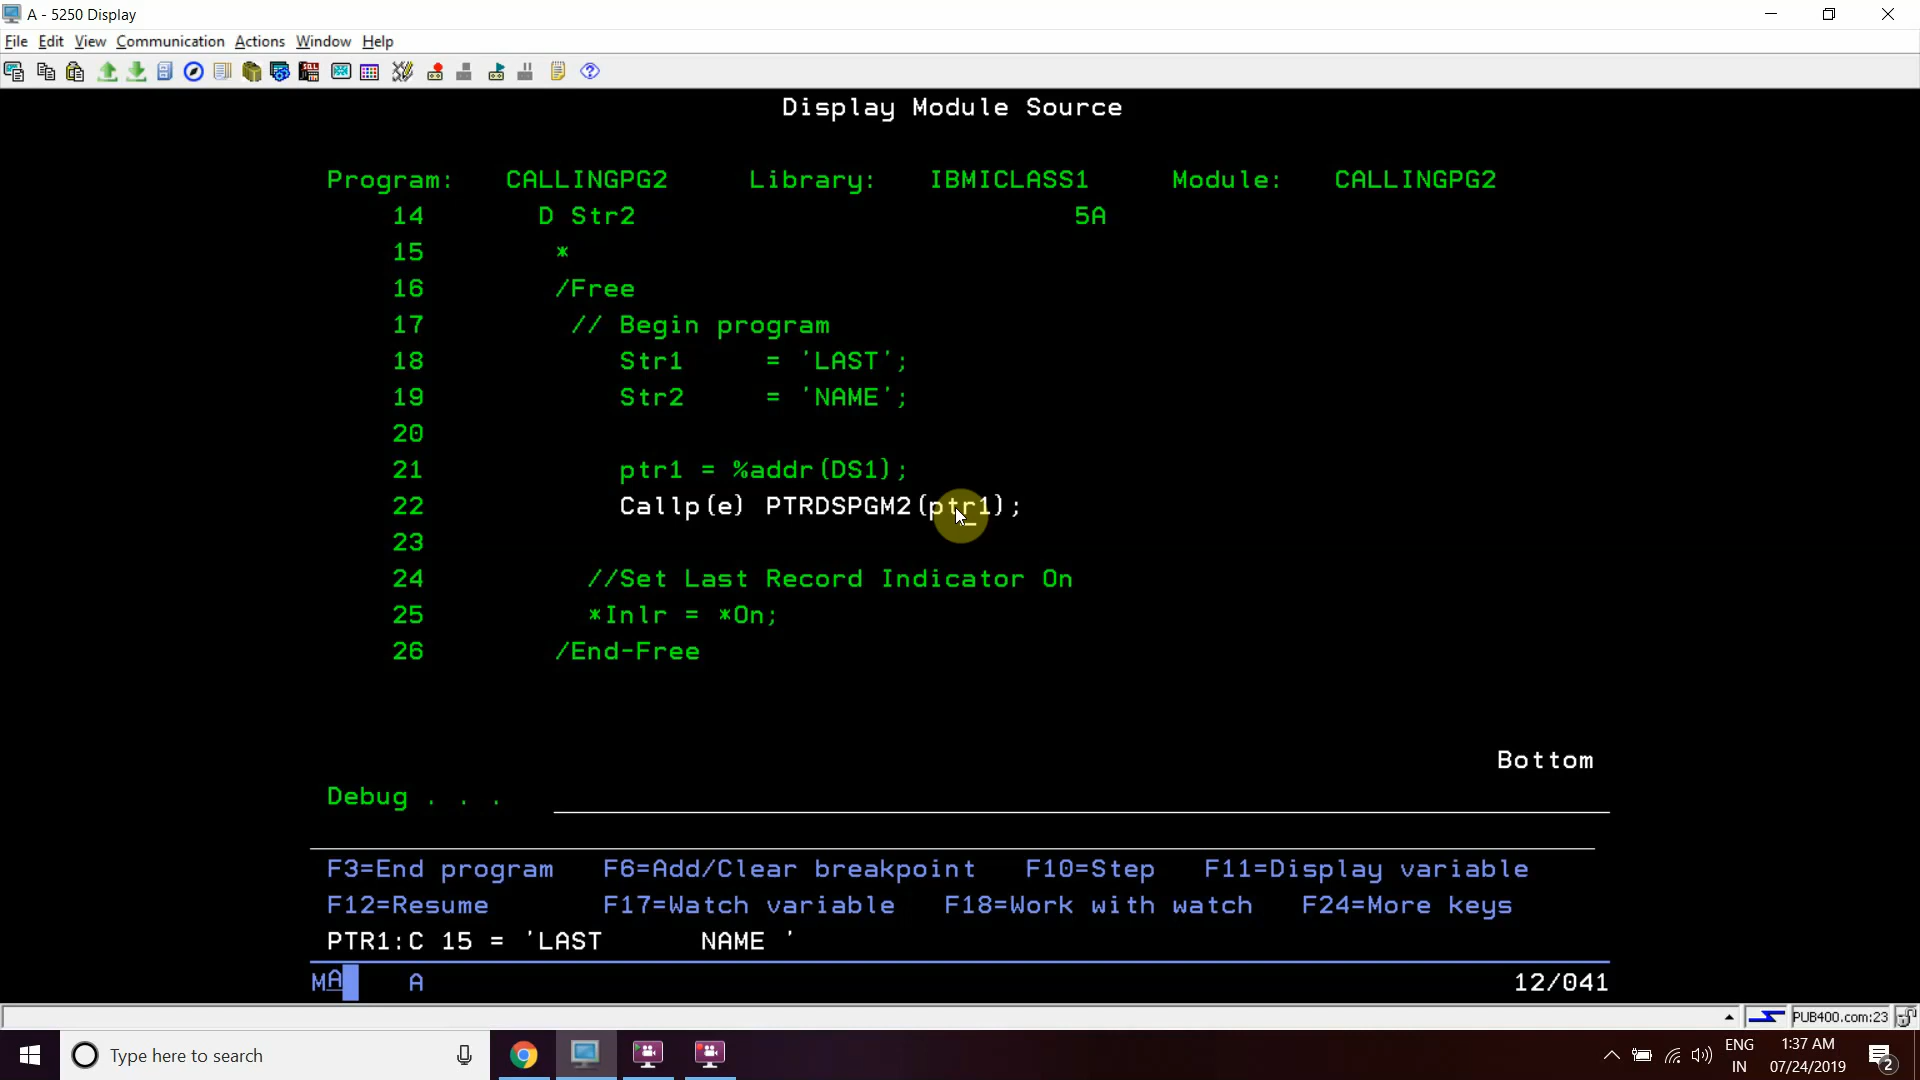 A - 5250 Display
File Edit View Communication Actions Window Help
Display Module Source
Program: CALLINGPG2 Library: IBMICLASS1 Module: CALLINGPG2
14 D Str2 5A
15 *
16 /Free
17 // Begin program
18 Str1 = 'LAST';
19 Str2 = 'NAME';
20
21 ptr1 = %addr(DS1);
22 Callp(e) PTRDSPGM2(ptr1);
23
24 //Set Last Record Indicator On
25 *Inlr = *On;
26 /End-Free
Bottom
Debug . . .
F3=End program F6=Add/Clear breakpoint F10=Step F11=Display variable
F12=Resume F17=Watch variable F18=Work with watch F24=More keys
PTR1:C 15 = 'LAST      NAME '
MA A 12/041
PUB400.com:23
Type here to search
ENG 1:37 AM
IN 07/24/2019 2